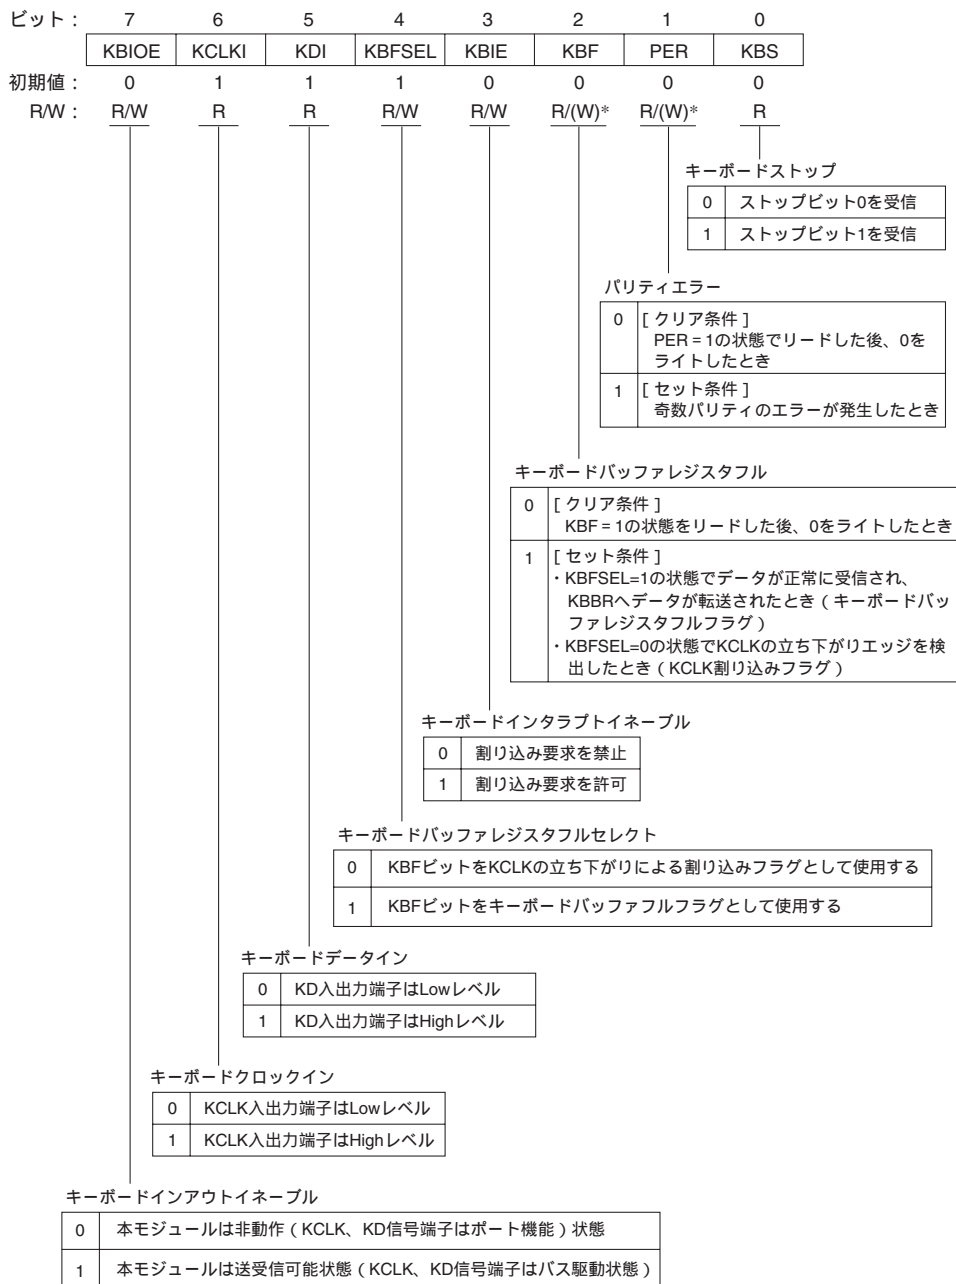 ビット： 7 6 5 4 3 2 1 0
KBIOE KCLKI KDI KBFSEL KBIE KBF PER KBS
初期値： 0 1 1 1 0 0 0 0
R/W： R/W R R R/W R/W R/(W)* R/(W)* R
キーボードストップ
0 ストップビット0を受信
1 ストップビット1を受信
パリティエラー
0 [クリア条件]
PER=1の状態でリードした後、0を
ライトしたとき
1 [セット条件]
奇数パリティのエラーが発生したとき
キーボードバッファレジスタフル
0 [クリア条件]
KBF=1の状態をリードした後、0をライトしたとき
1 [セット条件]
・KBFSEL=1の状態でデータが正常に受信され、
KBBRへデータが転送されたとき（キーボードバッ
ファレジスタフルフラグ）
・KBFSEL=0の状態でKCLKの立ち下がりエッジを検
出したとき（KCLK割り込みフラグ）
キーボードインタラプトイネーブル
0 割り込み要求を禁止
1 割り込み要求を許可
キーボードバッファレジスタフルセレクト
0 KBFビットをKCLKの立ち下がりによる割り込みフラグとして使用する
1 KBFビットをキーボードバッファフルフラグとして使用する
キーボードデータイン
0 KD入出力端子はLowレベル
1 KD入出力端子はHighレベル
キーボードクロックイン
0 KCLK入出力端子はLowレベル
1 KCLK入出力端子はHighレベル
キーボードインアウトイネーブル
0 本モジュールは非動作（KCLK、KD信号端子はポート機能）状態
1 本モジュールは送受信可能状態（KCLK、KD信号端子はバス駆動状態）